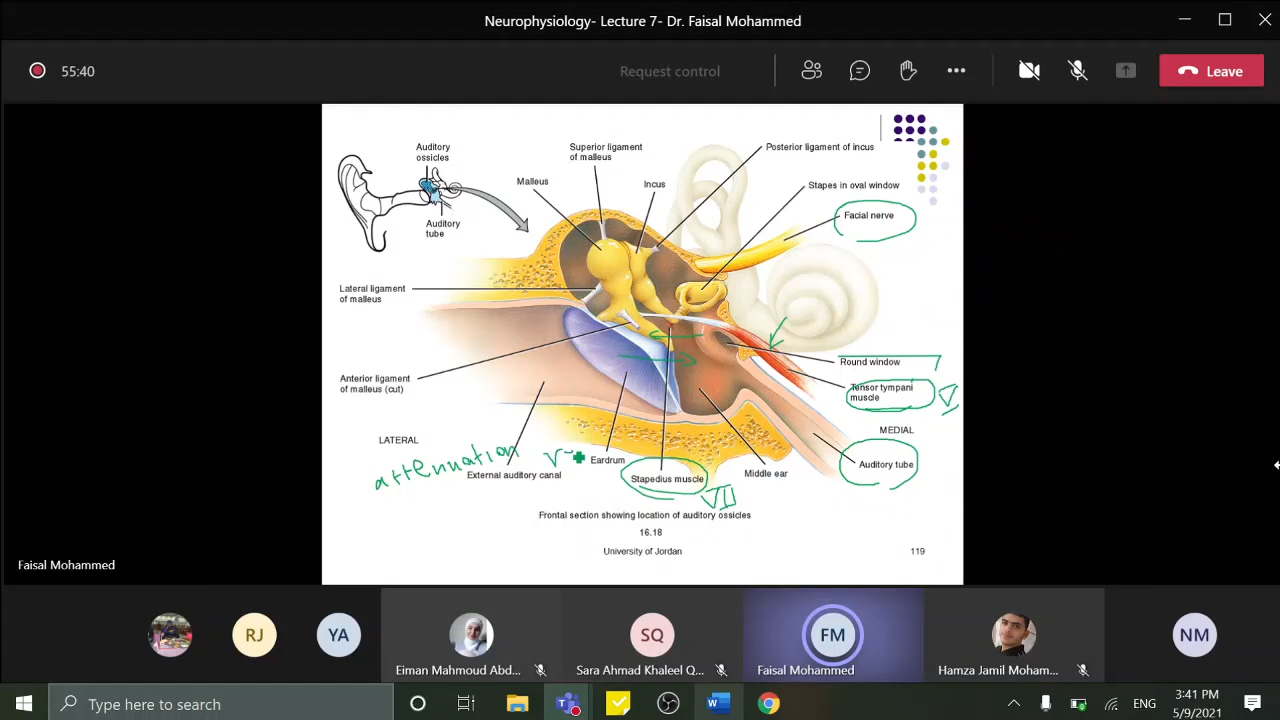 Neurophysiology- Lecture 7- Dr. Faisal Mohammed
55:40
Request control
Leave
Auditory
ossicles
Superior ligament
of malleus
Posterior ligament of incus
Malleus
Incus
Stapes in oval window
Facial nerve
Auditory
tube
Lateral ligament
of malleus
Round window
Anterior ligament
of malleus (cut)
Tensor tympani
muscle
V
LATERAL
MEDIAL
attenuation
External auditory canal
Eardrum
Stapedius muscle
VII
Middle ear
Auditory tube
Frontal section showing location of auditory ossicles
16.18
University of Jordan
119
Faisal Mohammed
RJ
YA
SQ
FM
NM
Eiman Mahmoud Abd...
Sara Ahmad Khaleel Q...
Faisal Mohammed
Hamza Jamil Moham...
Type here to search
ENG
3:41 PM
5/9/2021